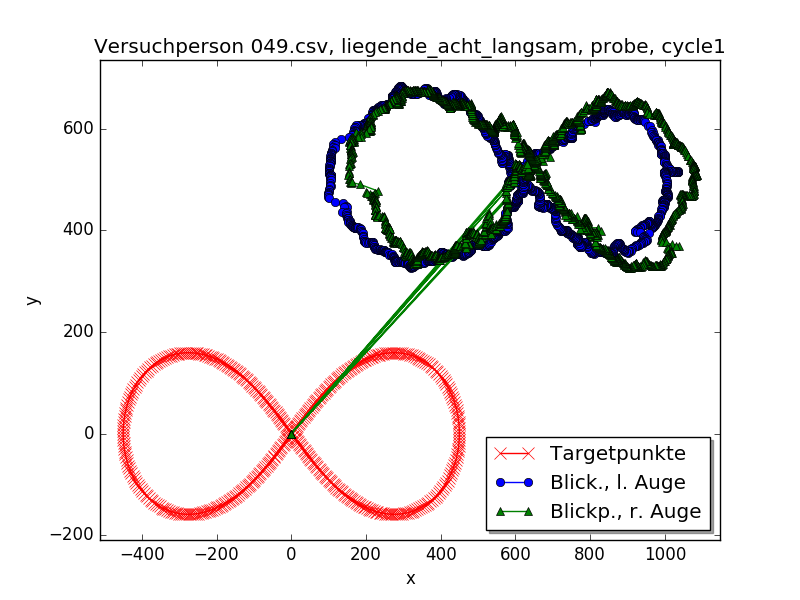 Versuchperson 049.csv, liegende_acht_langsam, probe, cycle1
y
600
400
200
0
−200
−400
−200
0
200
400
600
800
1000
x
Targetpunkte
Blick., l. Auge
Blickp., r. Auge